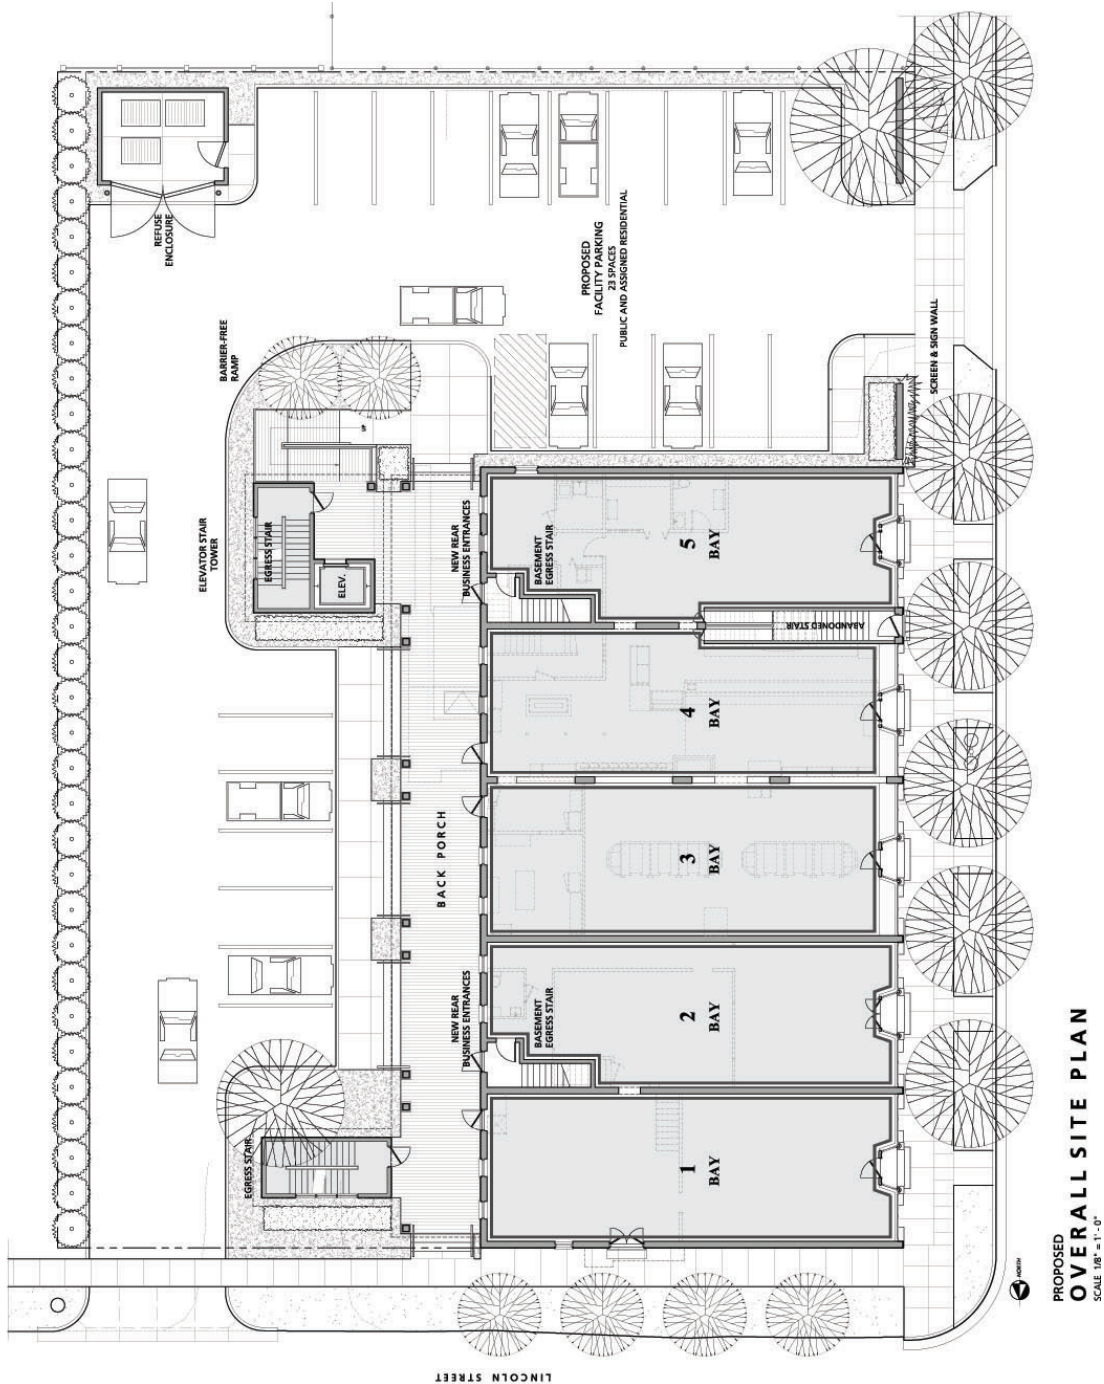 REFUSE
ENCLOSURE
BARRIER-FREE
RAMP
UP
PROPOSED
FACILITY PARKING
23 SPACES
PUBLIC AND ASSIGNED RESIDENTIAL
SCREEN & SIGN WALL
ELEVATOR STAIR
TOWER
EGRESS STAIR
ELEV.
NEW REAR
BUSINESS ENTRANCES
BASEMENT
EGRESS STAIR
5
BAY
ABANDONED STAIR
4
BAY
BACK PORCH
3
BAY
NEW REAR
BUSINESS ENTRANCES
BASEMENT
EGRESS STAIR
2
BAY
EGRESS STAIR
1
BAY
LINCOLN STREET
NORTH
PROPOSED
OVERALL SITE PLAN
SCALE 1/8" = 1'-0"